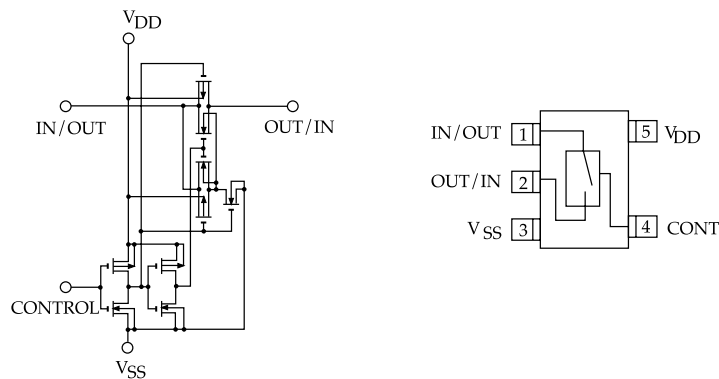 VDD
IN/OUT
OUT/IN
CONTROL
VSS
IN/OUT
1
5
VDD
OUT/IN
2
VSS
3
4
CONT